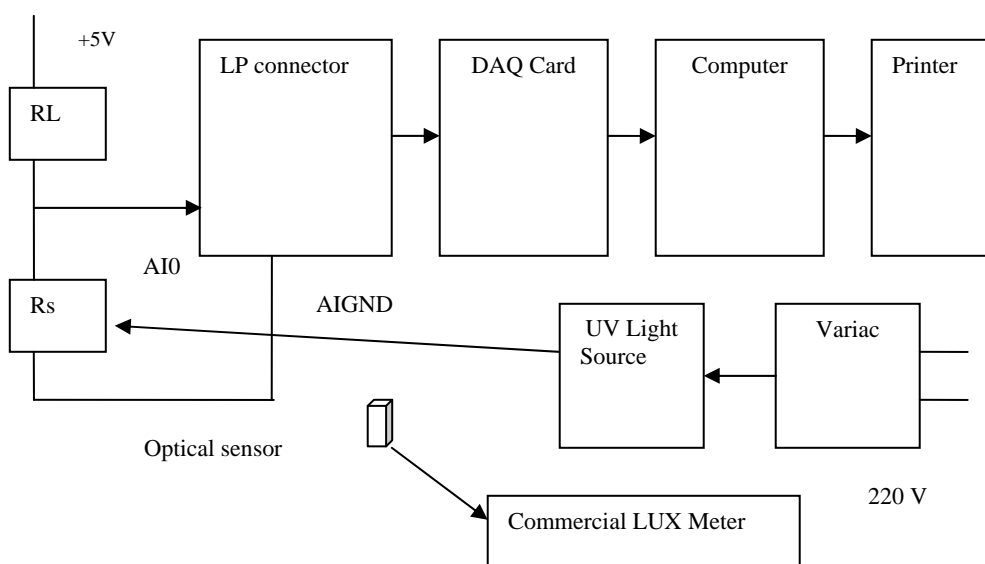 +5V
LP connector
DAQ Card
Computer
Printer
RL
AI0
Rs
AIGND
UV Light
Source
Variac
Optical sensor
220 V
Commercial LUX Meter